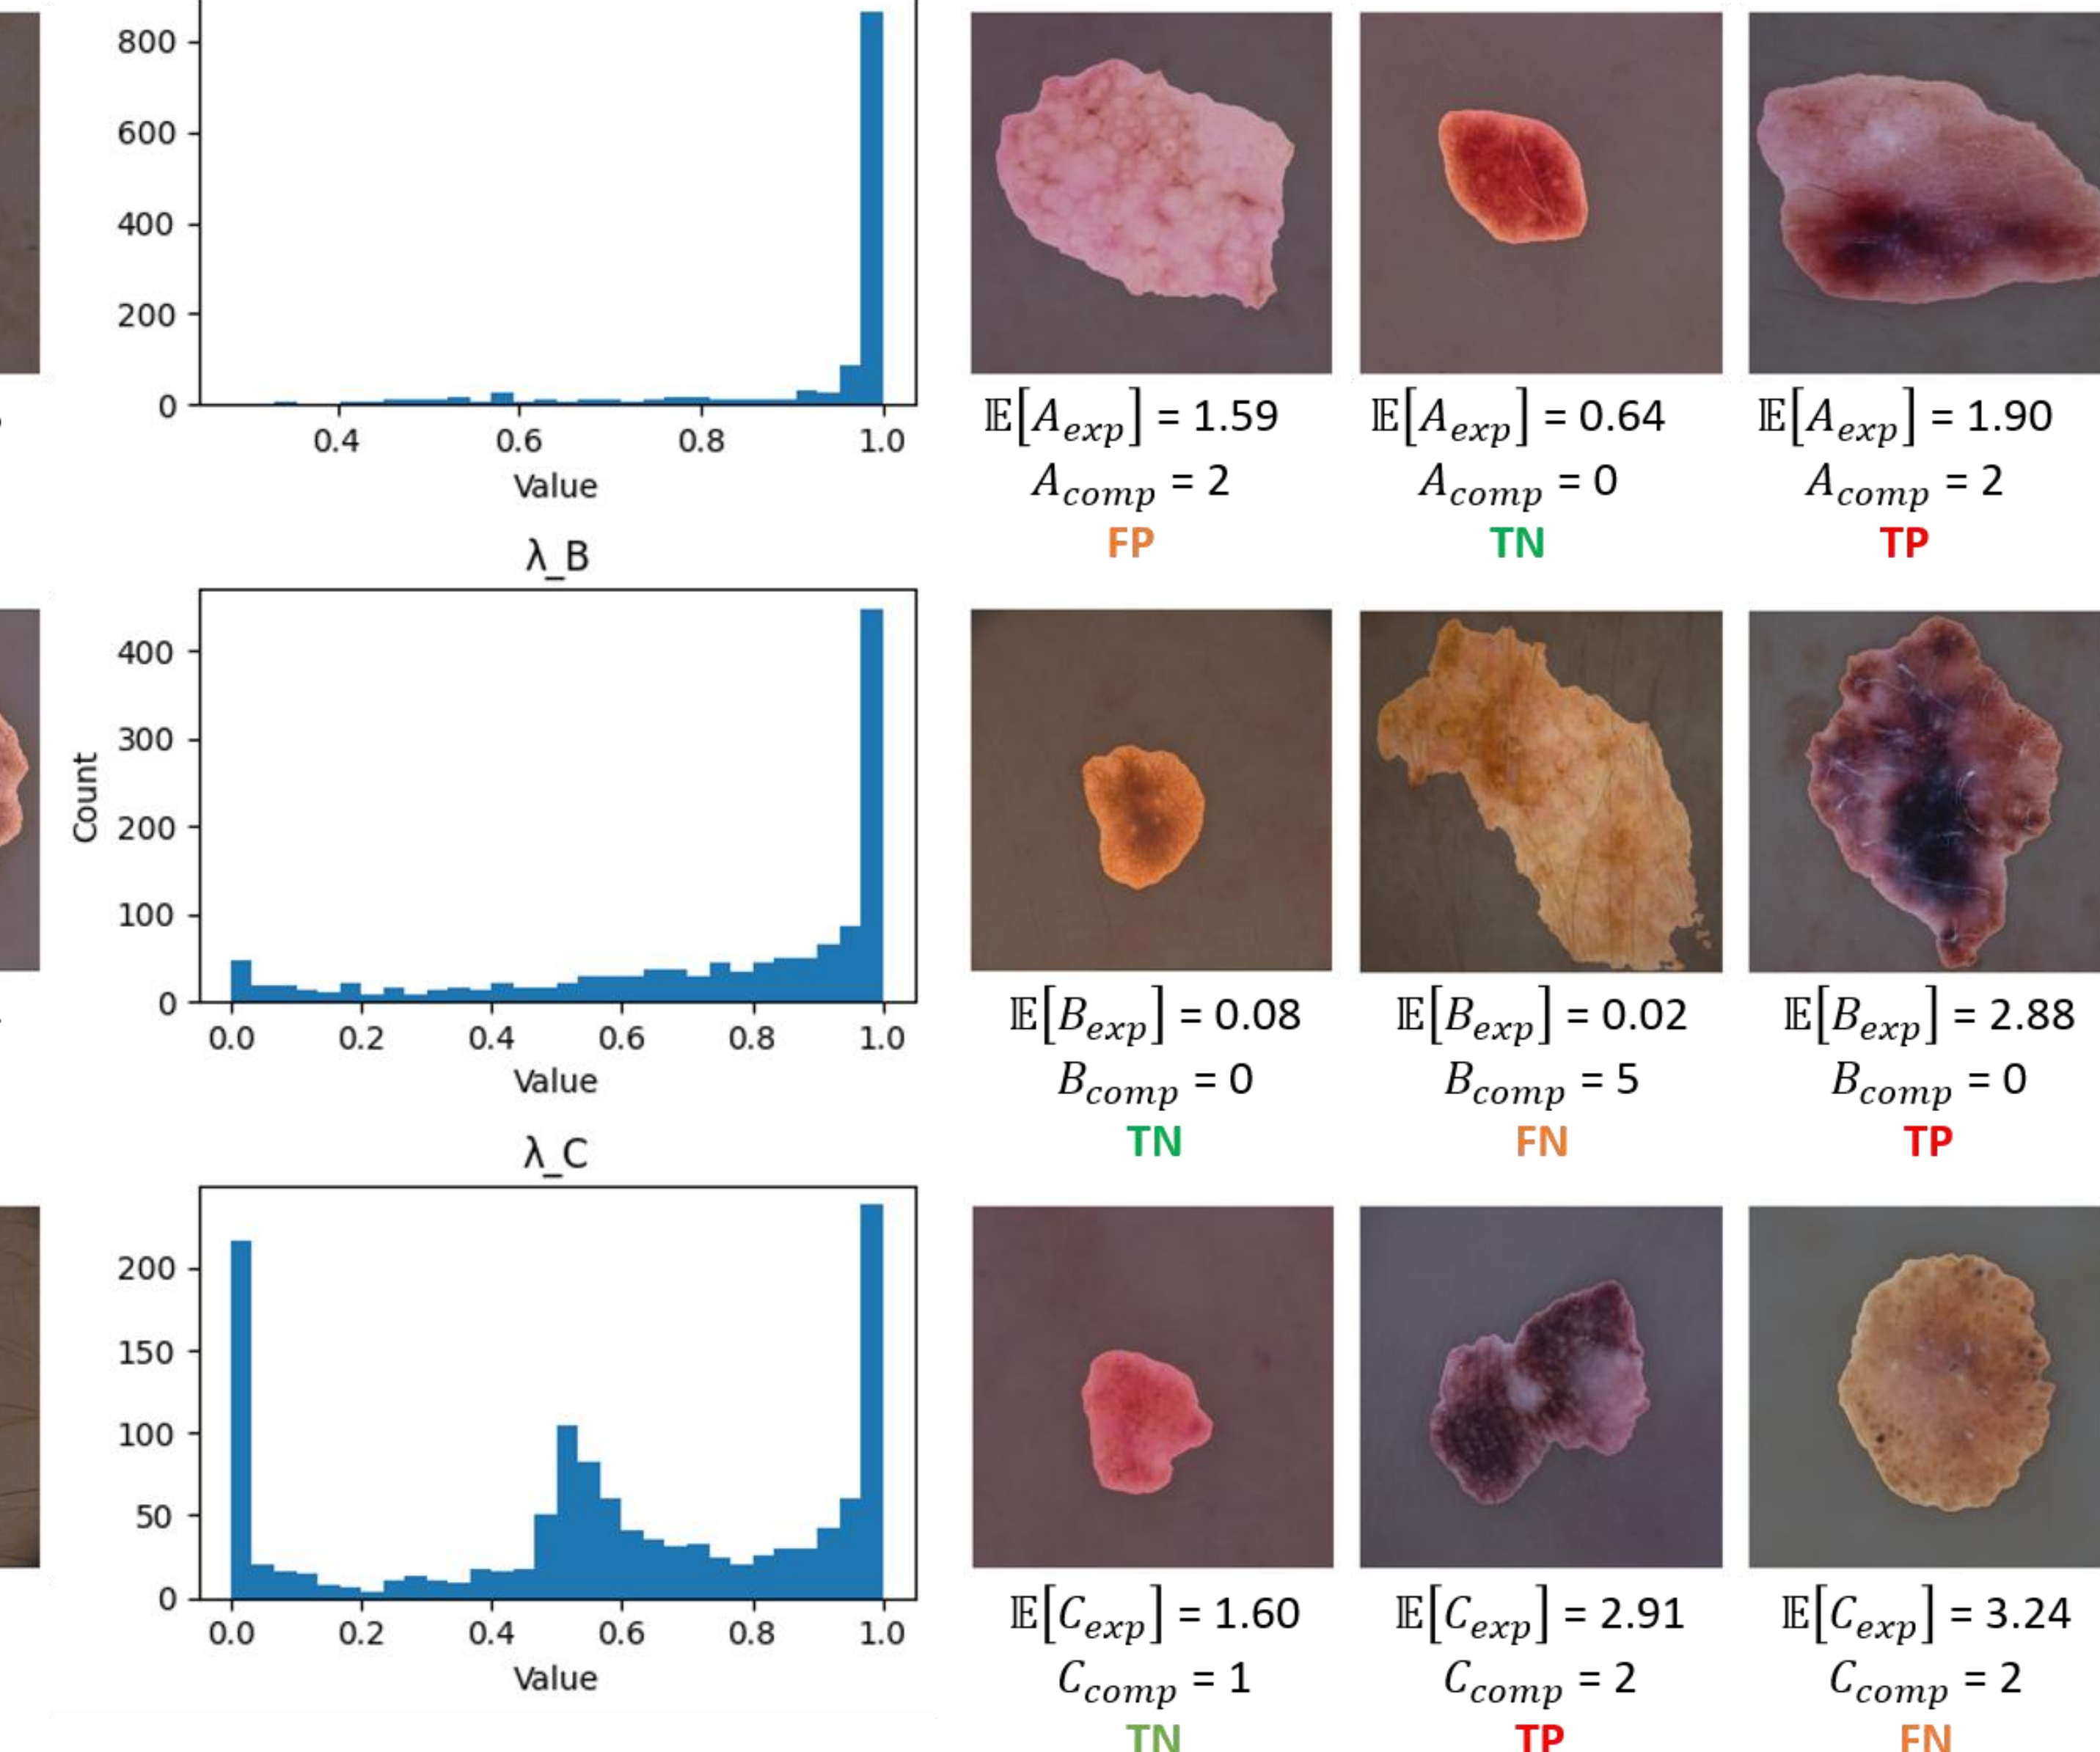 800
600
400
200
0
0.4 0.6 0.8 1.0
Value
𝔼[A_exp] = 1.59
A_comp = 2
FP
𝔼[A_exp] = 0.64
A_comp = 0
TN
𝔼[A_exp] = 1.90
A_comp = 2
TP
λ_B
Count
400
300
200
100
0
0.0 0.2 0.4 0.6 0.8 1.0
Value
𝔼[B_exp] = 0.08
B_comp = 0
TN
𝔼[B_exp] = 0.02
B_comp = 5
FN
𝔼[B_exp] = 2.88
B_comp = 0
TP
λ_C
200
150
100
50
0
0.0 0.2 0.4 0.6 0.8 1.0
Value
𝔼[C_exp] = 1.60
C_comp = 1
TN
𝔼[C_exp] = 2.91
C_comp = 2
TP
𝔼[C_exp] = 3.24
C_comp = 2
FN